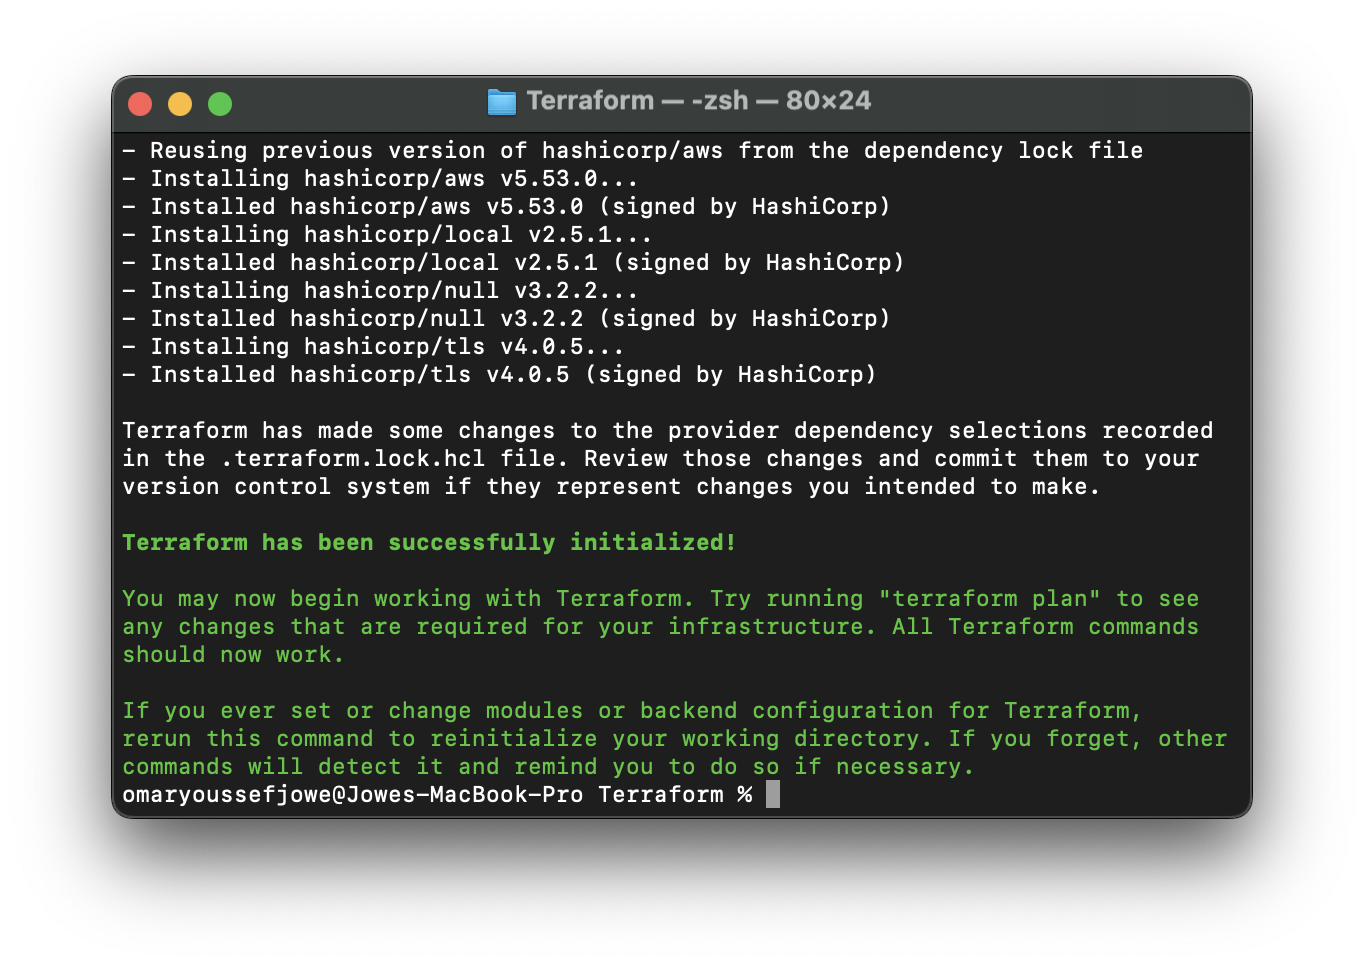 Terraform — -zsh — 80×24
- Reusing previous version of hashicorp/aws from the dependency lock file
- Installing hashicorp/aws v5.53.0...
- Installed hashicorp/aws v5.53.0 (signed by HashiCorp)
- Installing hashicorp/local v2.5.1...
- Installed hashicorp/local v2.5.1 (signed by HashiCorp)
- Installing hashicorp/null v3.2.2...
- Installed hashicorp/null v3.2.2 (signed by HashiCorp)
- Installing hashicorp/tls v4.0.5...
- Installed hashicorp/tls v4.0.5 (signed by HashiCorp)
Terraform has made some changes to the provider dependency selections recorded
in the .terraform.lock.hcl file. Review those changes and commit them to your
version control system if they represent changes you intended to make.
Terraform has been successfully initialized!
You may now begin working with Terraform. Try running "terraform plan" to see
any changes that are required for your infrastructure. All Terraform commands
should now work.
If you ever set or change modules or backend configuration for Terraform,
rerun this command to reinitialize your working directory. If you forget, other
commands will detect it and remind you to do so if necessary.
omaryoussefjowe@Jowes-MacBook-Pro Terraform %